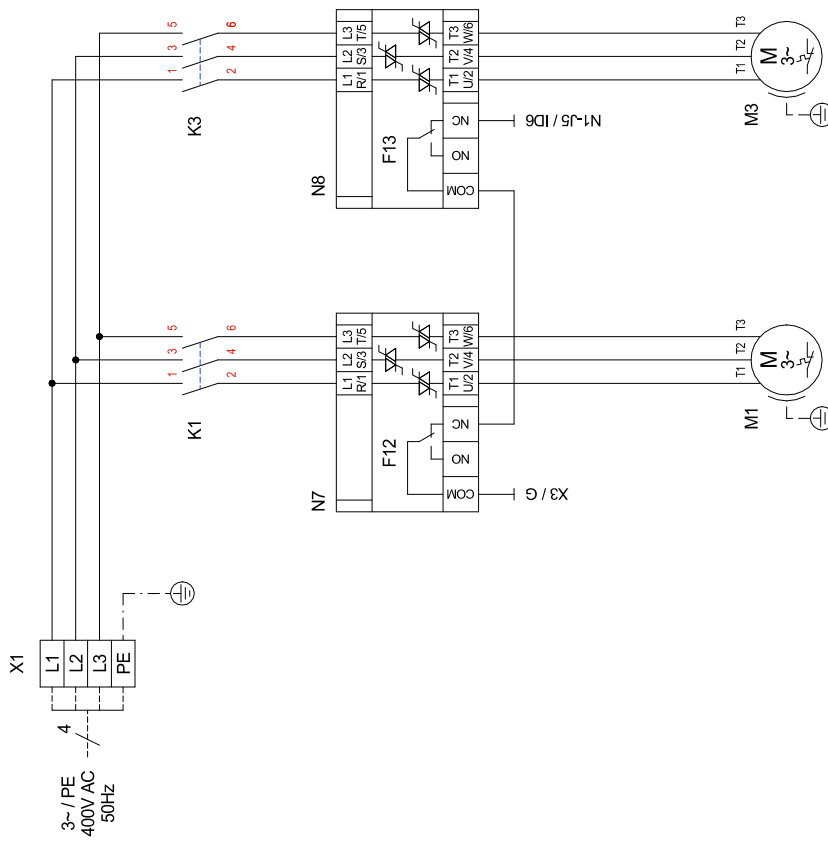 X1
L1
L2
L3
PE
4
3~ / PE
400V AC
50Hz
K1
1
3
5
2
4
6
N7
L1
L2
L3
R/1
S/3
T/5
F12
COM
NO
NC
T1
T2
T3
U/2
V/4
W/6
X3 / G
T1
T2
T3
M
3~
M1
K3
1
3
5
2
4
6
N8
L1
L2
L3
R/1
S/3
T/5
F13
COM
NO
NC
T1
T2
T3
U/2
V/4
W/6
N1-J5 / ID6
T1
T2
T3
M
3~
M3